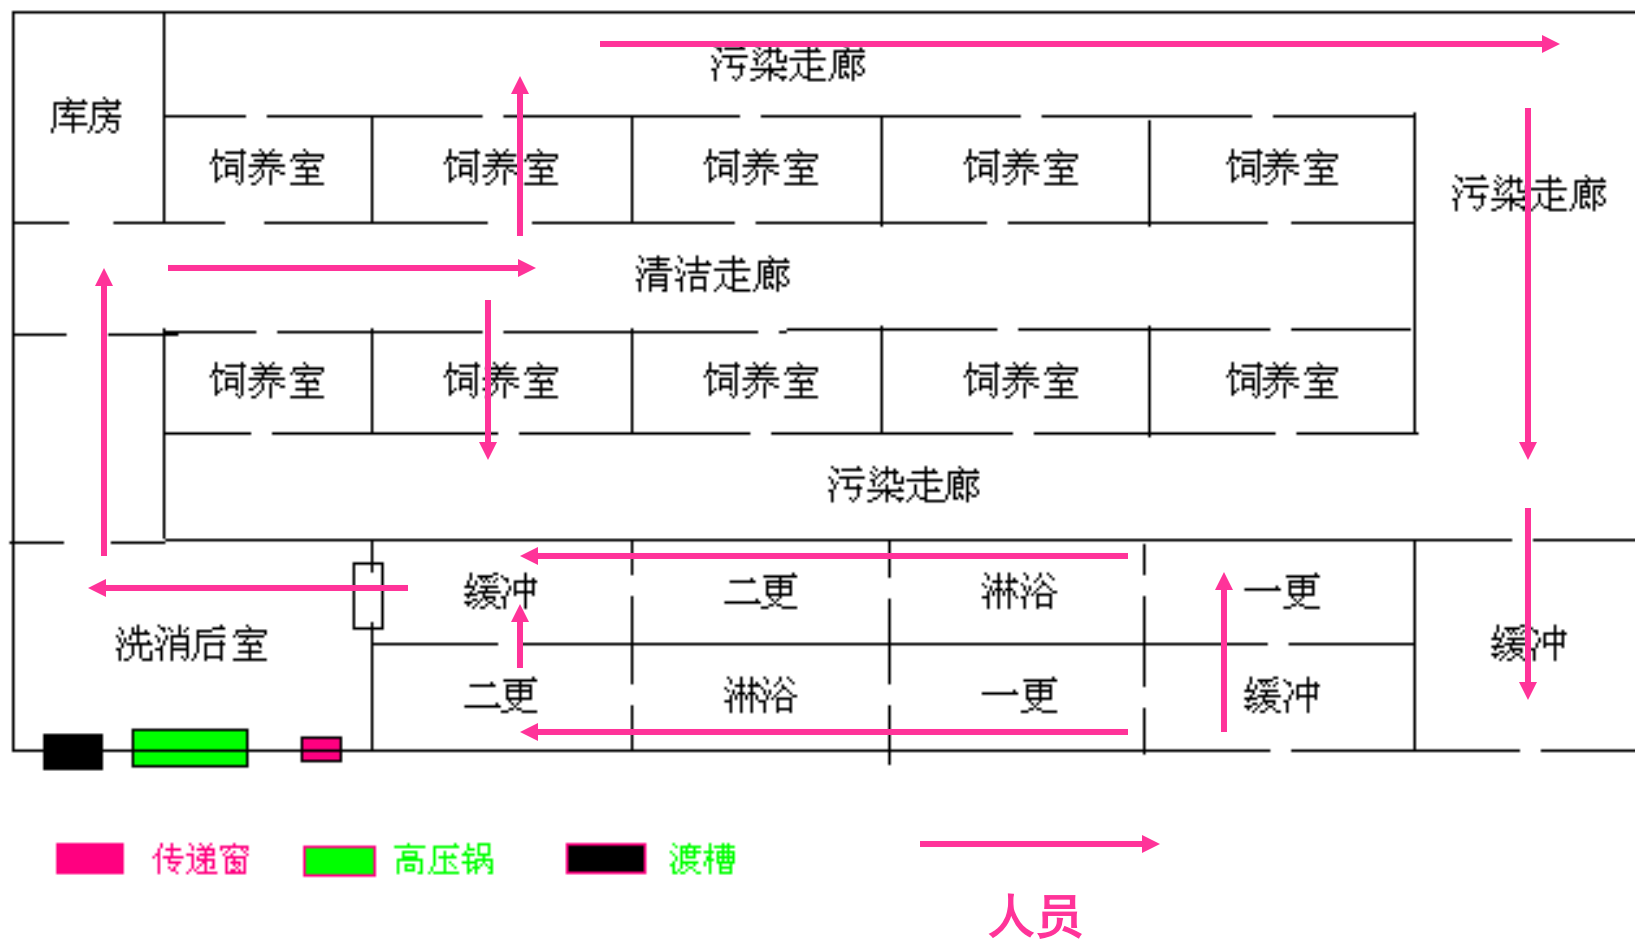 污染走廊
库房
饲养室 饲养室 饲养室 饲养室 饲养室
污染走廊
清洁走廊
饲养室 饲养室 饲养室 饲养室 饲养室
污染走廊
缓冲 二更 淋浴 一更
洗消后室
缓冲
二更 淋浴 一更 缓冲
传递窗 高压锅 渡槽
人员